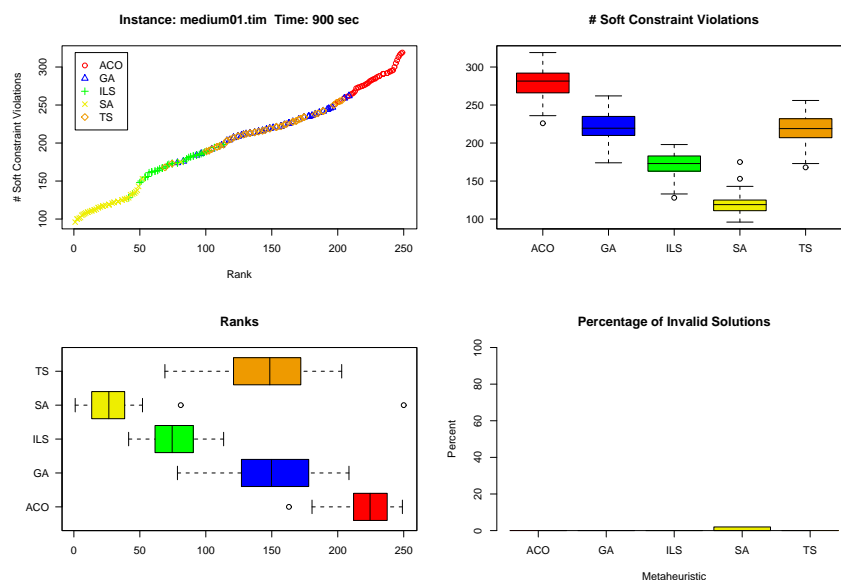 Instance: medium01.tim Time: 900 sec
# Soft Constraint Violations
300
250
200
150
100
ACO
GA
ILS
SA
TS
0 50 100 150 200 250
Rank
# Soft Constraint Violations
300
250
200
150
100
ACO GA ILS SA TS
Ranks
TS
SA
ILS
GA
ACO
0 50 100 150 200 250
Percentage of Invalid Solutions
Percent
100
80
60
40
20
0
ACO GA ILS SA TS
Metaheuristic